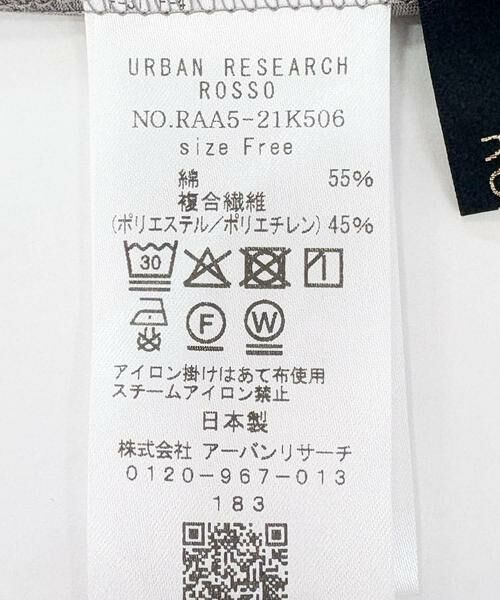 URBAN RESEARCH
ROSSO
NO.RAA5-21K506
size Free
綿 55%
複合繊維
(ポリエステル/ポリエチレン) 45%
30
F W
アイロン掛けはあて布使用
スチームアイロン禁止
日本製
株式会社 アーバンリサーチ
0120-967-013
183